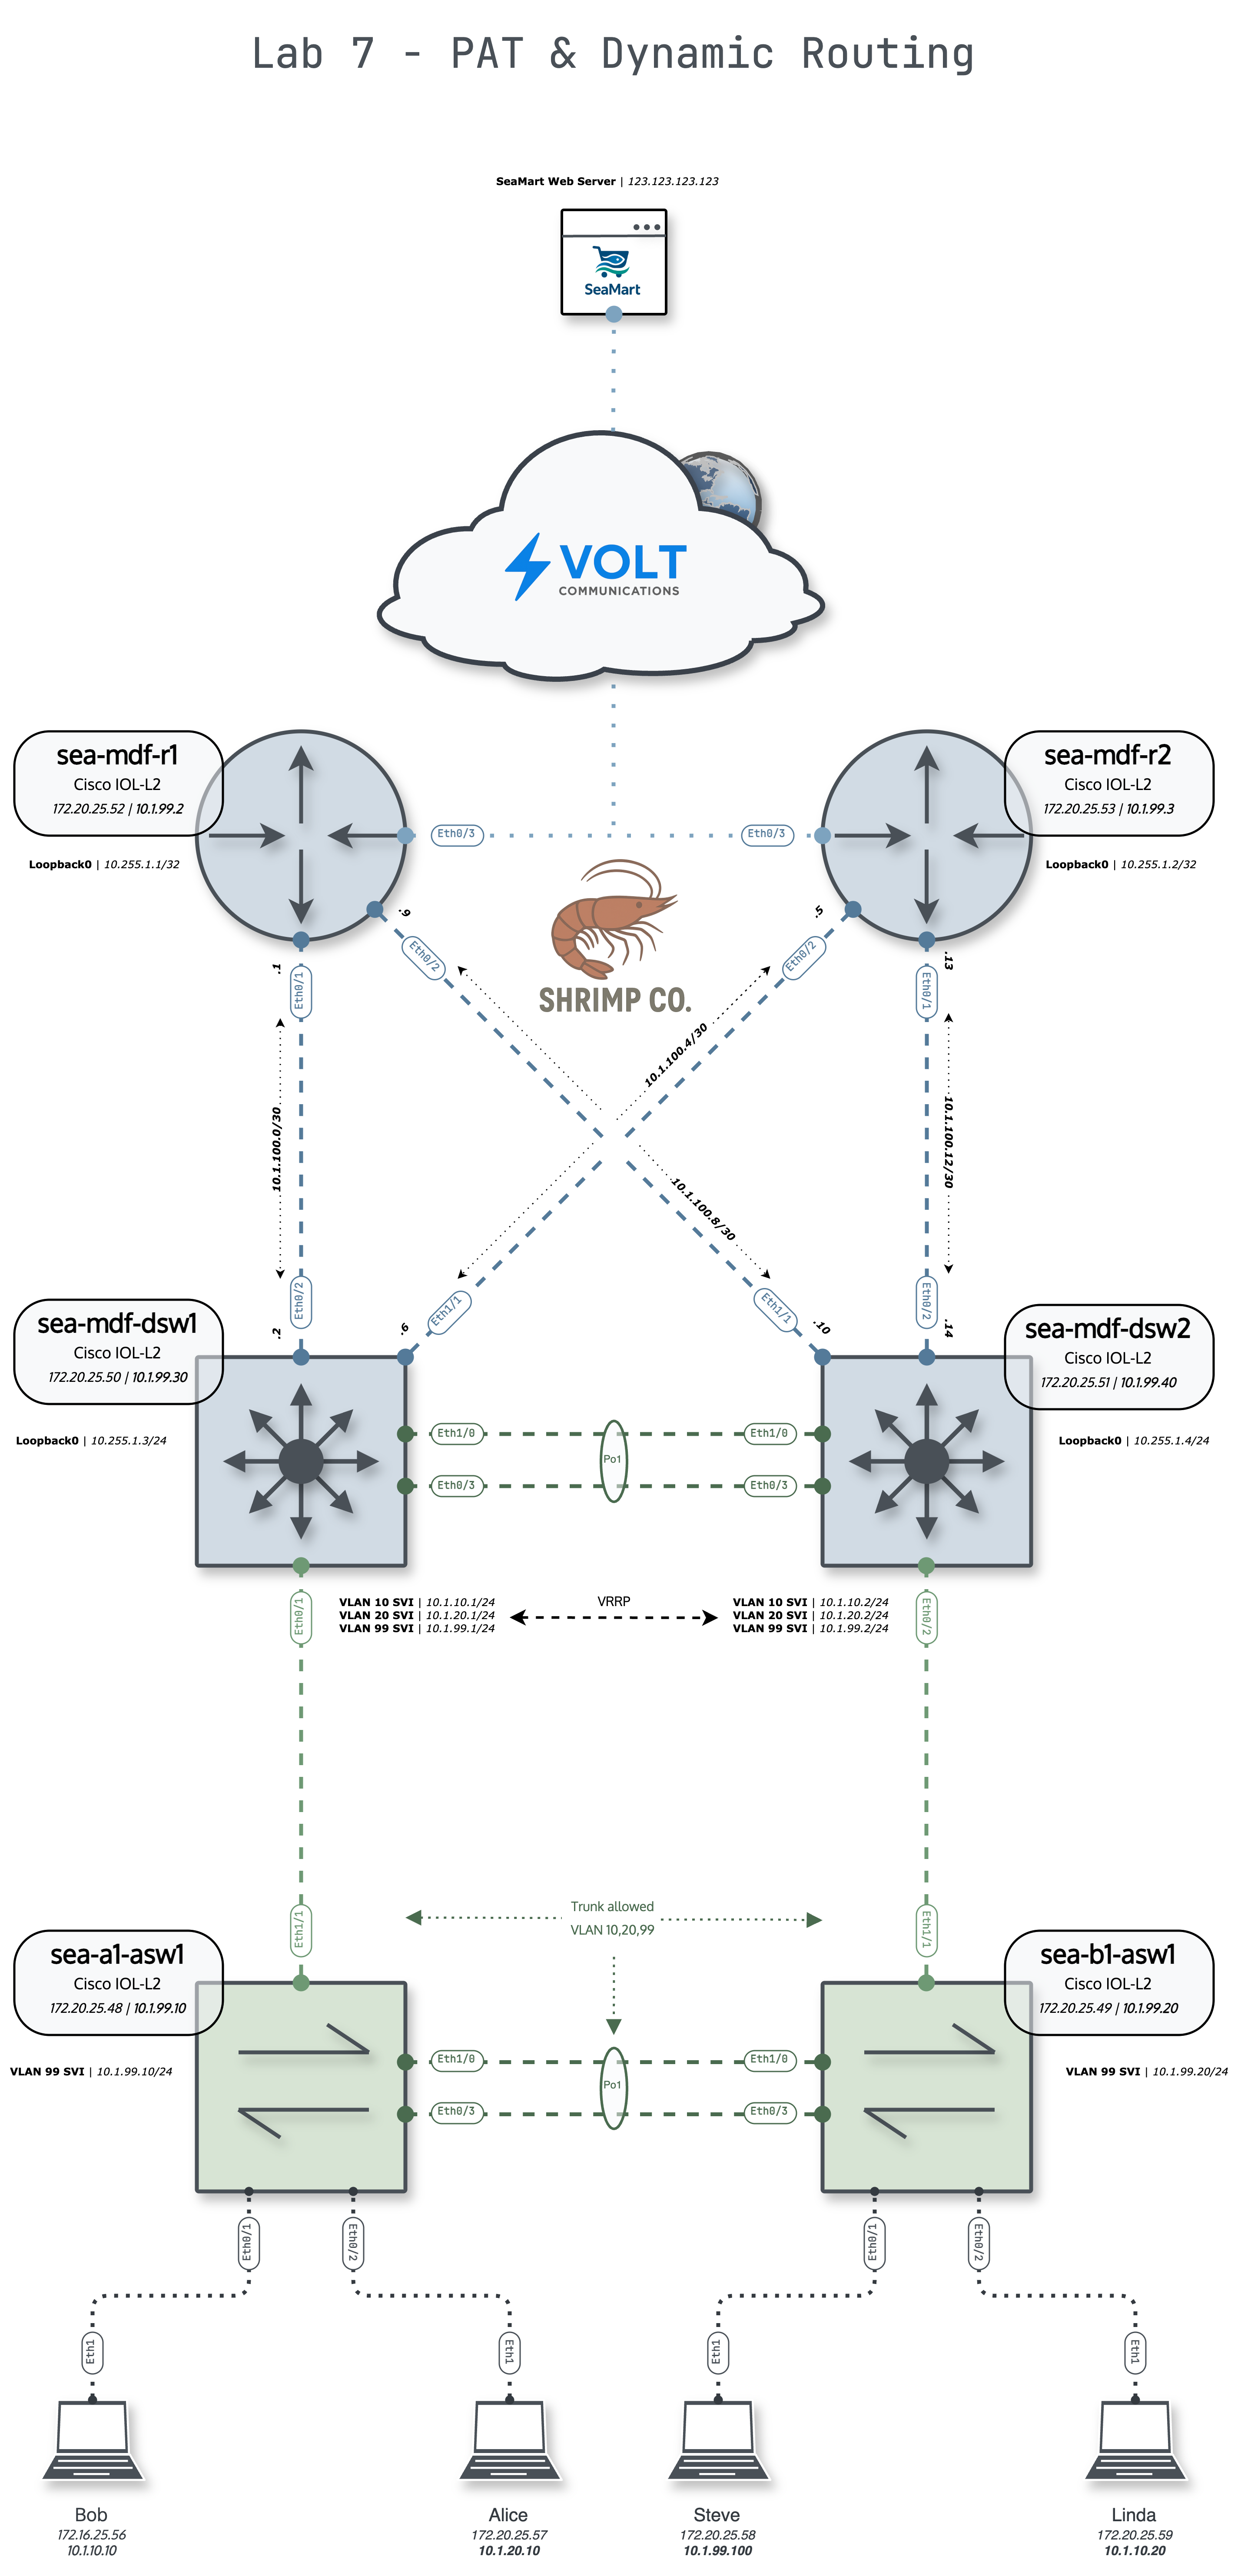 Lab 7 - PAT & Dynamic Routing
SeaMart Web Server | 123.123.123.123
SeaMart
VOLT
COMMUNICATIONS
sea-mdf-r1
Cisco IOL-L2
172.20.25.52 | 10.1.99.2
Loopback0 | 10.255.1.1/32
sea-mdf-r2
Cisco IOL-L2
172.20.25.53 | 10.1.99.3
Loopback0 | 10.255.1.2/32
Eth0/3
Eth0/3
SHRIMP CO.
.9
.5
.1
.13
Eth0/2
Eth0/2
Eth0/1
Eth0/1
10.1.100.0/30
10.1.100.4/30
10.1.100.8/30
10.1.100.12/30
Eth0/2
Eth1/1
Eth1/1
Eth0/2
.2
.6
.10
.14
sea-mdf-dsw1
Cisco IOL-L2
172.20.25.50 | 10.1.99.30
Loopback0 | 10.255.1.3/24
sea-mdf-dsw2
Cisco IOL-L2
172.20.25.51 | 10.1.99.40
Loopback0 | 10.255.1.4/24
Eth1/0
Eth1/0
Po1
Eth0/3
Eth0/3
Eth0/1
VLAN 10 SVI | 10.1.10.1/24
VLAN 20 SVI | 10.1.20.1/24
VLAN 99 SVI | 10.1.99.1/24
VRRP
VLAN 10 SVI | 10.1.10.2/24
VLAN 20 SVI | 10.1.20.2/24
VLAN 99 SVI | 10.1.99.2/24
Eth0/2
Trunk allowed
VLAN 10,20,99
Eth1/1
Eth1/1
sea-a1-asw1
Cisco IOL-L2
172.20.25.48 | 10.1.99.10
VLAN 99 SVI | 10.1.99.10/24
sea-b1-asw1
Cisco IOL-L2
172.20.25.49 | 10.1.99.20
VLAN 99 SVI | 10.1.99.20/24
Eth1/0
Eth1/0
Po1
Eth0/3
Eth0/3
Eth0/1
Eth0/2
Eth0/1
Eth0/2
Eth1
Eth1
Eth1
Eth1
Bob
172.16.25.56
10.1.10.10
Alice
172.20.25.57
10.1.20.10
Steve
172.20.25.58
10.1.99.100
Linda
172.20.25.59
10.1.10.20